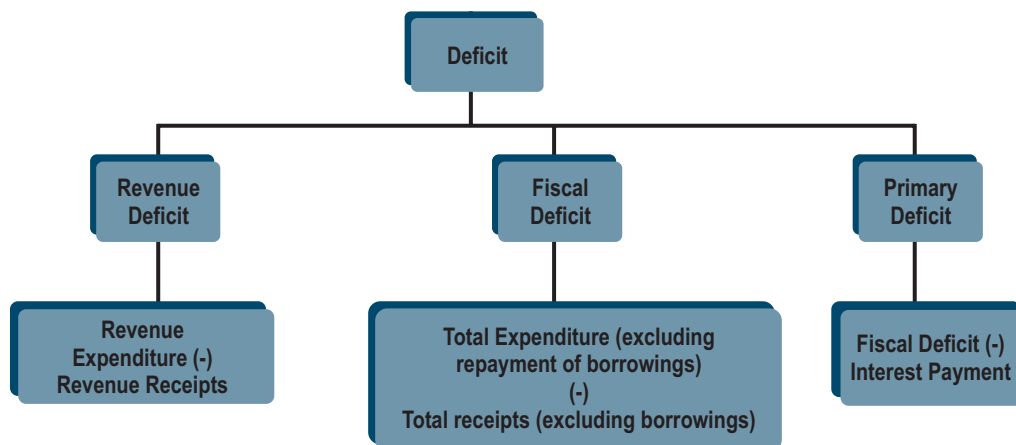 Deficit
Revenue
Deficit
Fiscal
Deficit
Primary
Deficit
Revenue
Expenditure (-)
Revenue Receipts
Total Expenditure (excluding
repayment of borrowings)
(-)
Total receipts (excluding borrowings)
Fiscal Deficit (-)
Interest Payment